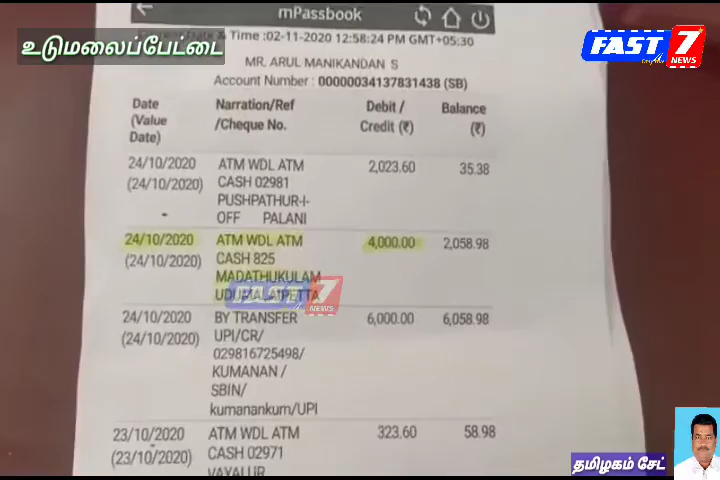 mPassbook
உடுமலைப்பேட்டை
& Time :02-11-2020 12:58:24 PM GMT+05:30
FAST 7
NEWS
MR. ARUL MANIKANDAN S
Account Number : 00000034137831438 (SB)
Date (Value Date) Narration/Ref /Cheque No. Debit / Credit (₹) Balance (₹)
24/10/2020 ATM WDL ATM 2,023.60 35.38
(24/10/2020) CASH 02981
PUSHPATHUR-I-
- OFF PALANI
24/10/2020 ATM WDL ATM 4,000.00 2,058.98
(24/10/2020) CASH 825
MADATHUKULAM
UDUMALAIPETTA
FAST 7
NEWS
24/10/2020 BY TRANSFER 6,000.00 6,058.98
(24/10/2020) UPI/CR/
029816725498/
KUMANAN /
SBIN/
kumanankum/UPI
23/10/2020 ATM WDL ATM 323.60 58.98
(23/10/2020) CASH 02971
VAYALUR
தமிழகம் சேட்